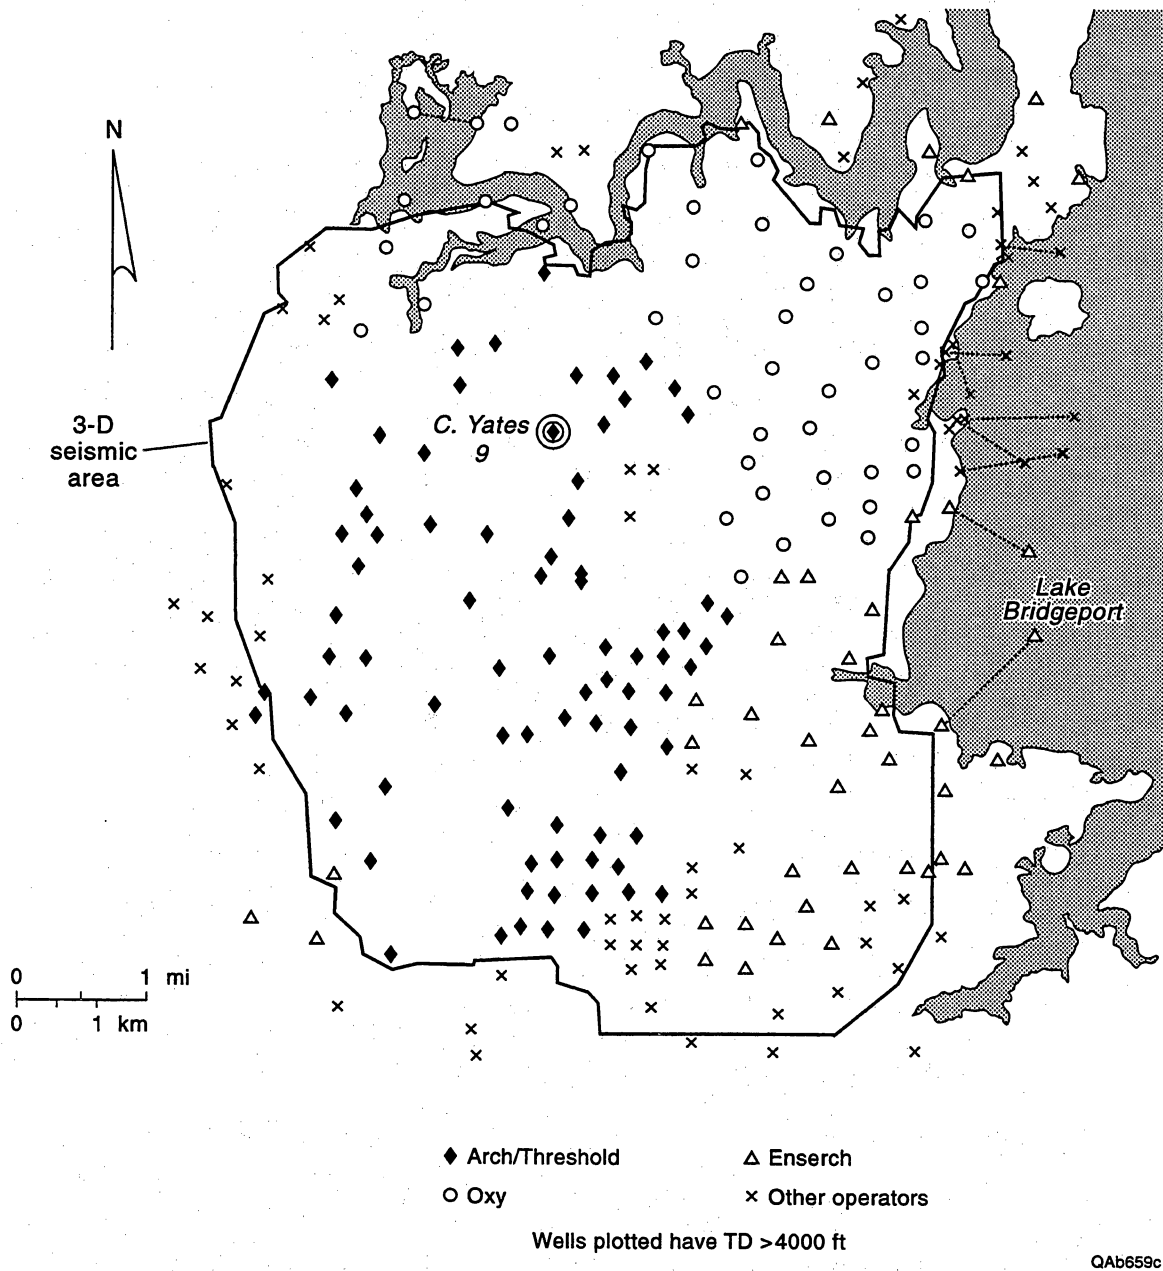 N
3-D
seismic
area
C. Yates
9
Lake
Bridgeport
0 1 mi
0 1 km
Arch/Threshold
Enserch
Oxy
Other operators
Wells plotted have TD >4000 ft
QAb659c